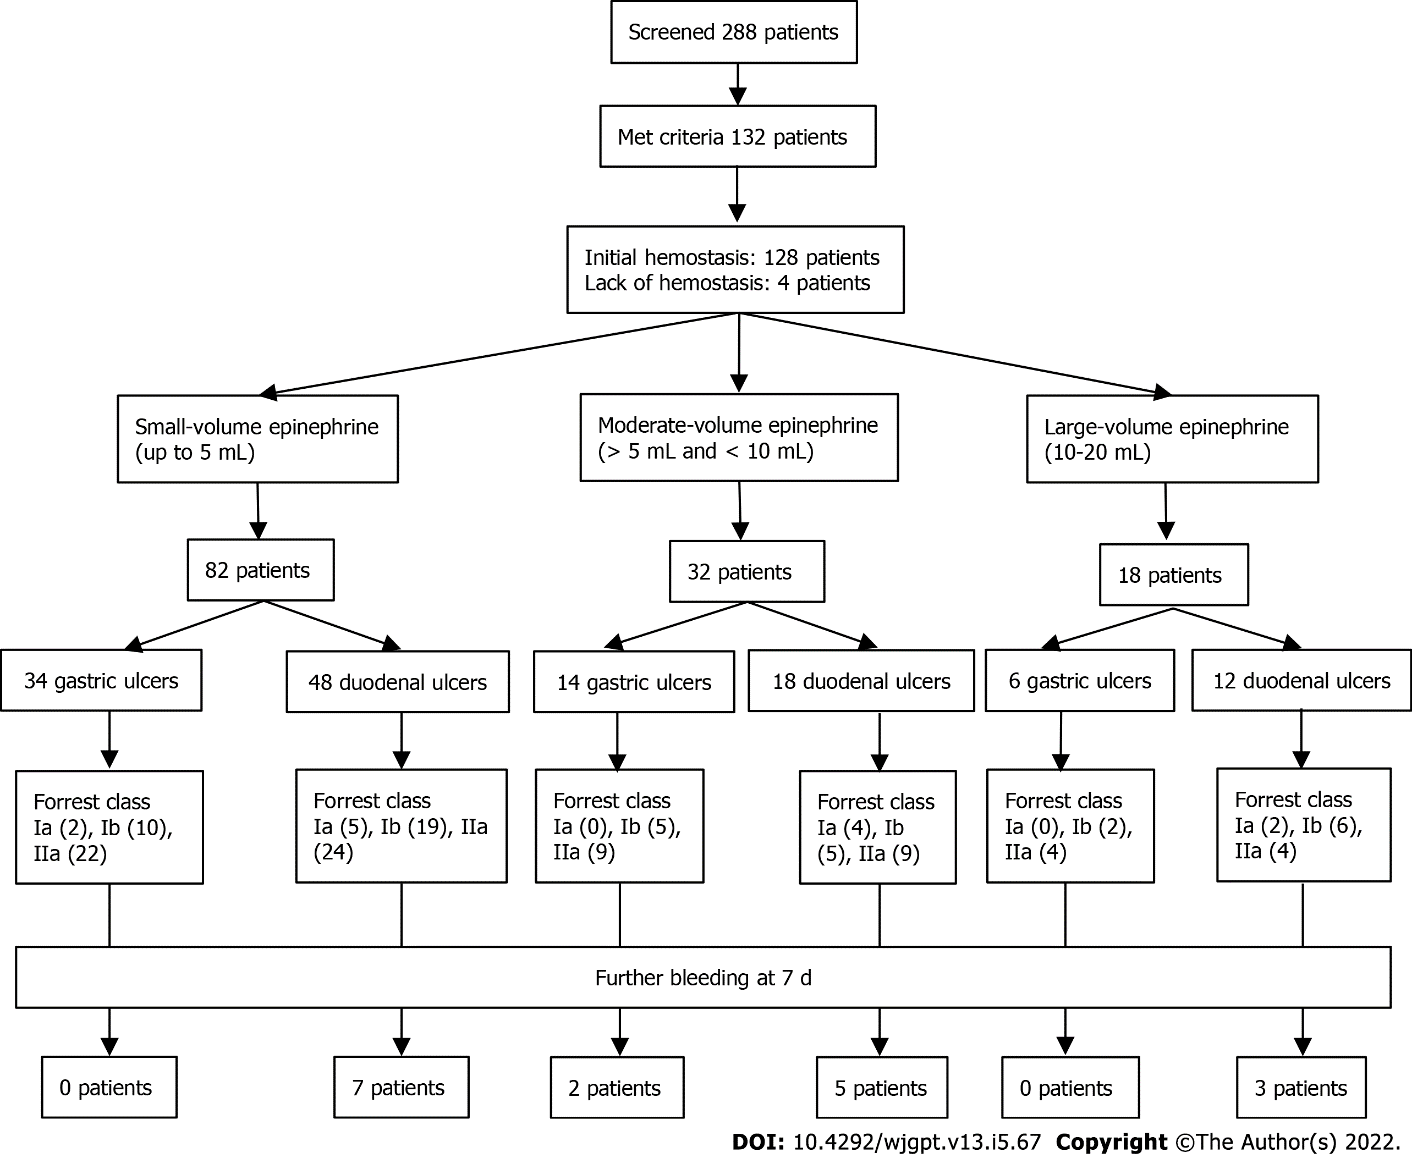 Screened 288 patients
Met criteria 132 patients
Initial hemostasis: 128 patients
Lack of hemostasis: 4 patients
Small-volume epinephrine
(up to 5 mL)
Moderate-volume epinephrine
(> 5 mL and < 10 mL)
Large-volume epinephrine
(10-20 mL)
82 patients
32 patients
18 patients
34 gastric ulcers
48 duodenal ulcers
14 gastric ulcers
18 duodenal ulcers
6 gastric ulcers
12 duodenal ulcers
Forrest class
Ia (2), Ib (10),
IIa (22)
Forrest class
Ia (5), Ib (19), IIa
(24)
Forrest class
Ia (0), Ib (5),
IIa (9)
Forrest class
Ia (4), Ib
(5), IIa (9)
Forrest class
Ia (0), Ib (2),
IIa (4)
Forrest class
Ia (2), Ib (6),
IIa (4)
Further bleeding at 7 d
0 patients
7 patients
2 patients
5 patients
0 patients
3 patients
DOI: 10.4292/wjgpt.v13.i5.67 Copyright ©The Author(s) 2022.